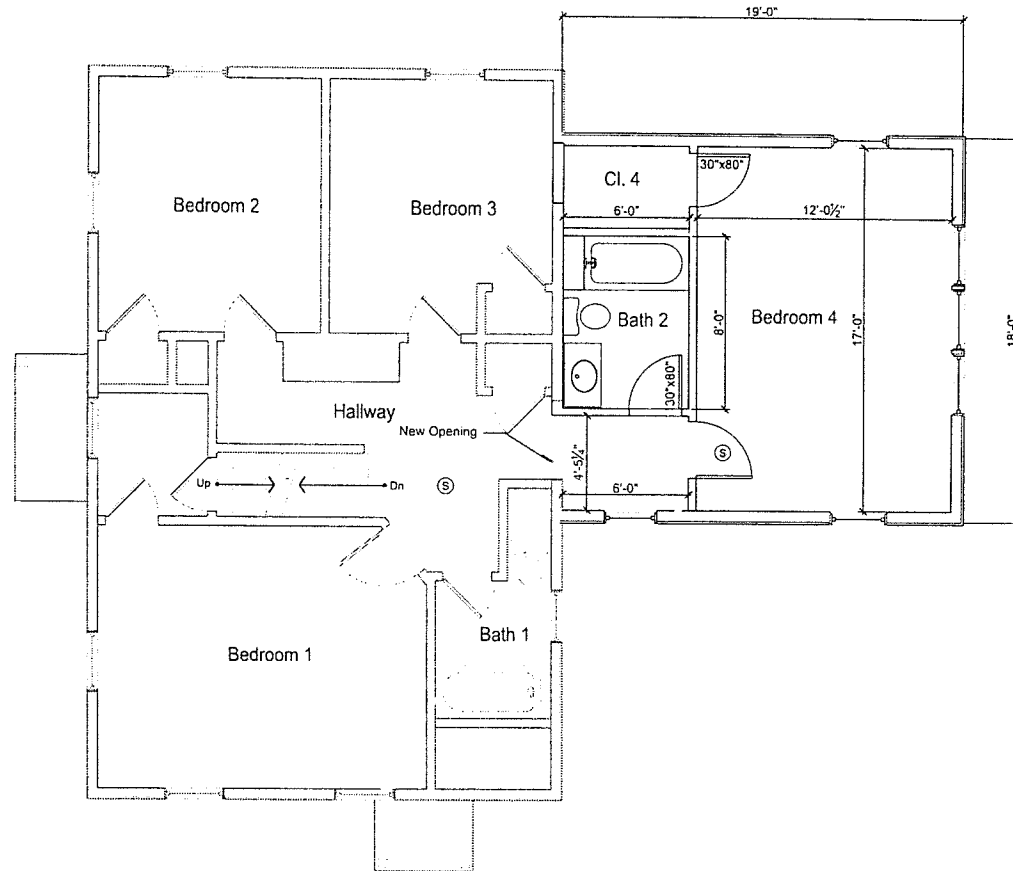 19'-0"
30"x80"
Cl. 4
6'-0"
12'-0½"
Bedroom 2
Bedroom 3
Bath 2
8'-0"
Bedroom 4
17'-0"
18'-0"
30"x80"
Hallway
New Opening
4'-5¼"
S
Up
Dn
S
6'-0"
Bath 1
Bedroom 1